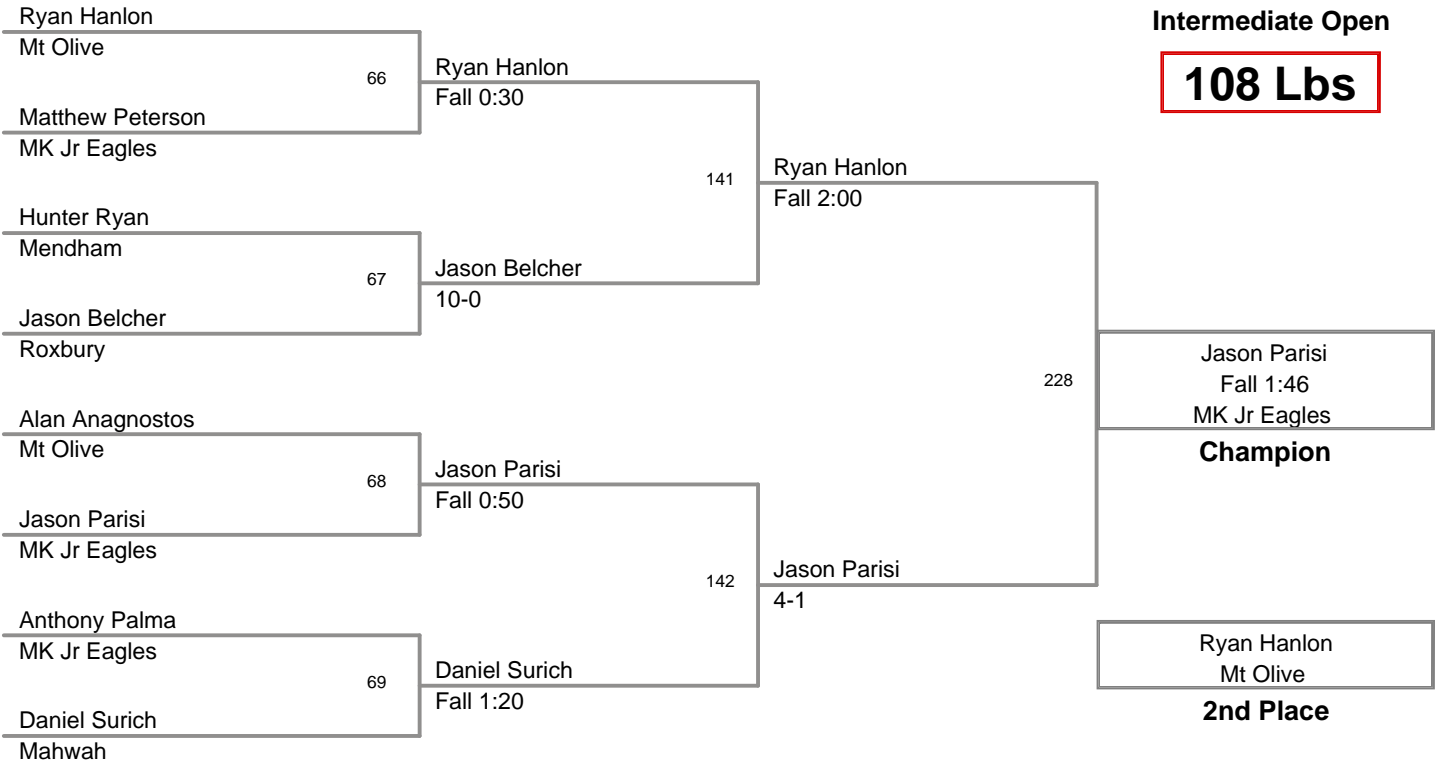 Ryan Hanlon
Mt Olive
66
Matthew Peterson
MK Jr Eagles
Hunter Ryan
Mendham
67
Jason Belcher
Roxbury
Alan Anagnostos
Mt Olive
68
Jason Parisi
MK Jr Eagles
Anthony Palma
MK Jr Eagles
69
Daniel Surich
Mahwah
Ryan Hanlon
Fall 0:30
141
Jason Belcher
10-0
Jason Parisi
Fall 0:50
142
Daniel Surich
Fall 1:20
Ryan Hanlon
Fall 2:00
228
Jason Parisi
4-1
Intermediate Open
108 Lbs
Jason Parisi
Fall 1:46
MK Jr Eagles
Champion
Ryan Hanlon
Mt Olive
2nd Place